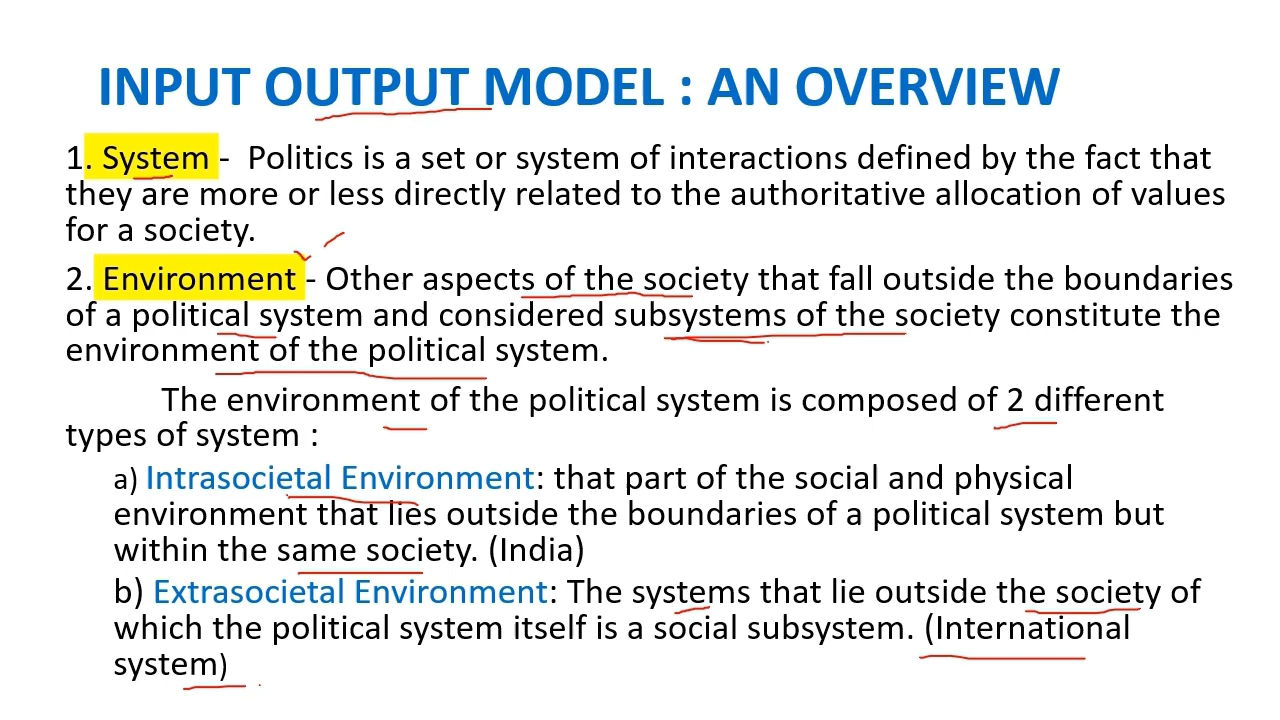 INPUT OUTPUT MODEL : AN OVERVIEW
1. System -  Politics is a set or system of interactions defined by the fact that
they are more or less directly related to the authoritative allocation of values
for a society.
2. Environment - Other aspects of the society that fall outside the boundaries
of a political system and considered subsystems of the society constitute the
environment of the political system.
The environment of the political system is composed of 2 different
types of system :
a) Intrasocietal Environment: that part of the social and physical
environment that lies outside the boundaries of a political system but
within the same society. (India)
b) Extrasocietal Environment: The systems that lie outside the society of
which the political system itself is a social subsystem. (International
system)